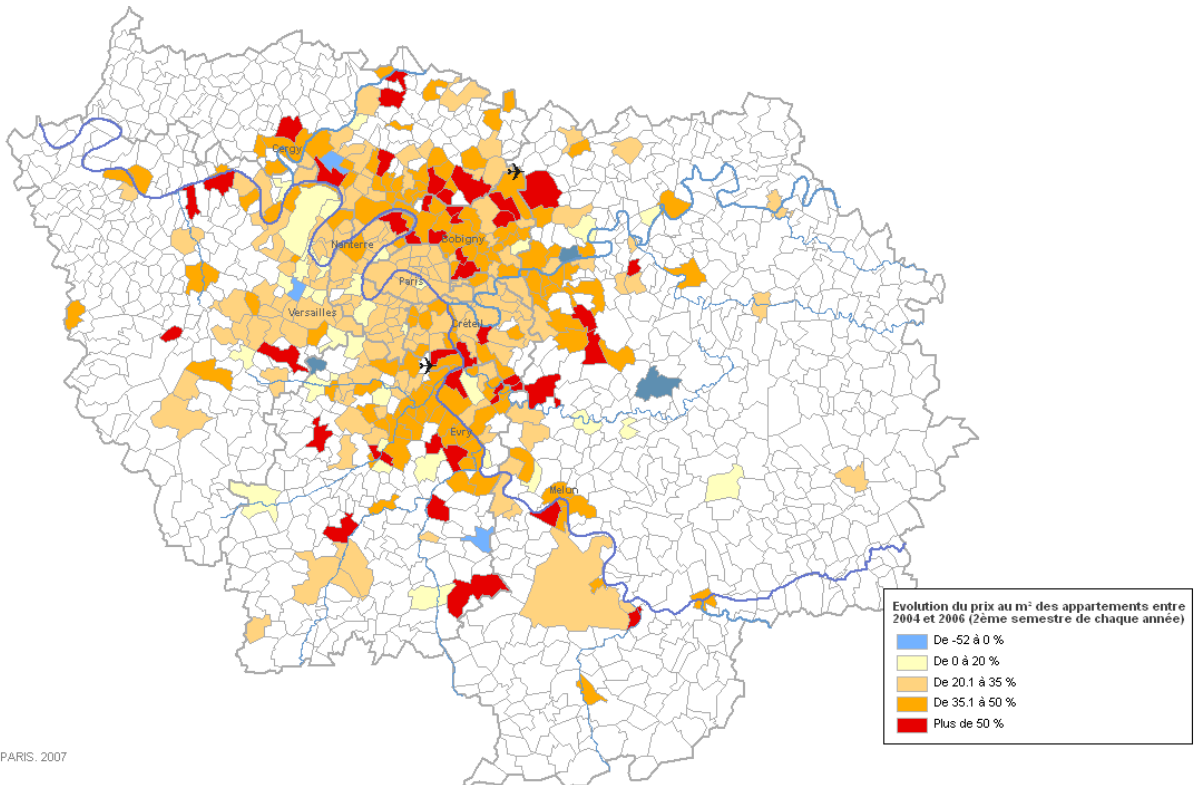 Cergy
Nanterre
Bobigny
Paris
Versailles
Créteil
Evry
Melun
Evolution du prix au m² des appartements entre
2004 et 2006 (2ème semestre de chaque année)
De -52 à 0 %
De 0 à 20 %
De 20.1 à 35 %
De 35.1 à 50 %
Plus de 50 %
PARIS. 2007